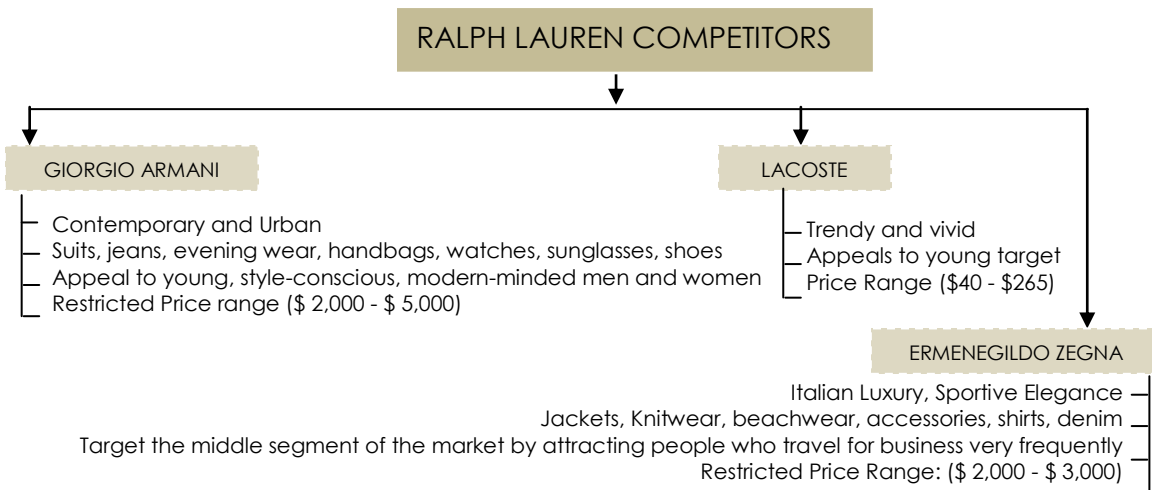 RALPH LAUREN COMPETITORS
GIORGIO ARMANI
Contemporary and Urban
Suits, jeans, evening wear, handbags, watches, sunglasses, shoes
Appeal to young, style-conscious, modern-minded men and women
Restricted Price range ($ 2,000 - $ 5,000)
LACOSTE
Trendy and vivid
Appeals to young target
Price Range ($40 - $265)
ERMENEGILDO ZEGNA
Italian Luxury, Sportive Elegance
Jackets, Knitwear, beachwear, accessories, shirts, denim
Target the middle segment of the market by attracting people who travel for business very frequently
Restricted Price Range: ($ 2,000 - $ 3,000)